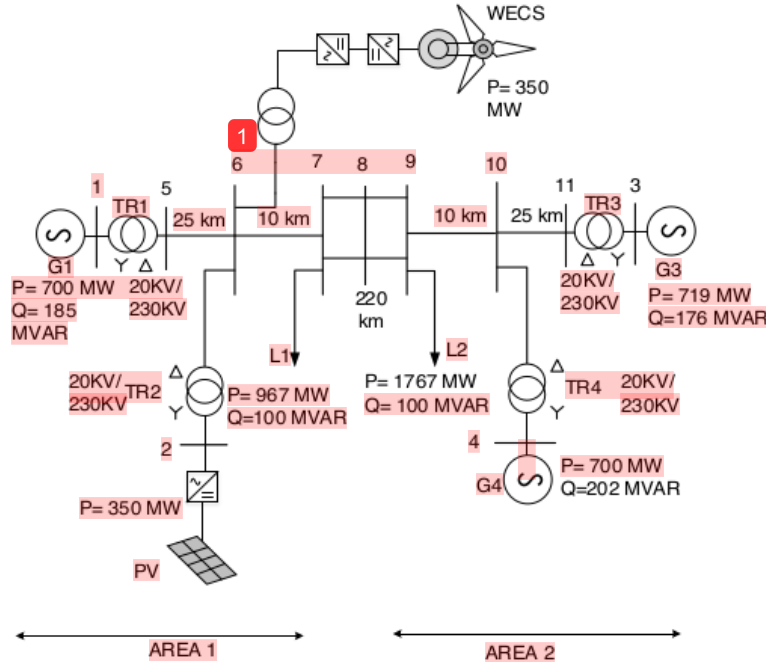 WECS
P= 350
MW
1
6
7
8
9
10
1
5
11
3
TR1
TR3
25 km
10 km
10 km
25 km
G1
G3
P= 700 MW
Q= 185
MVAR
20KV/
230KV
20KV/
230KV
P= 719 MW
Q=176 MVAR
220
km
L1
L2
20KV/
230KV
TR2
P= 967 MW
Q=100 MVAR
P= 1767 MW
Q= 100 MVAR
TR4
20KV/
230KV
2
4
P= 350 MW
G4
P= 700 MW
Q=202 MVAR
PV
AREA 1
AREA 2